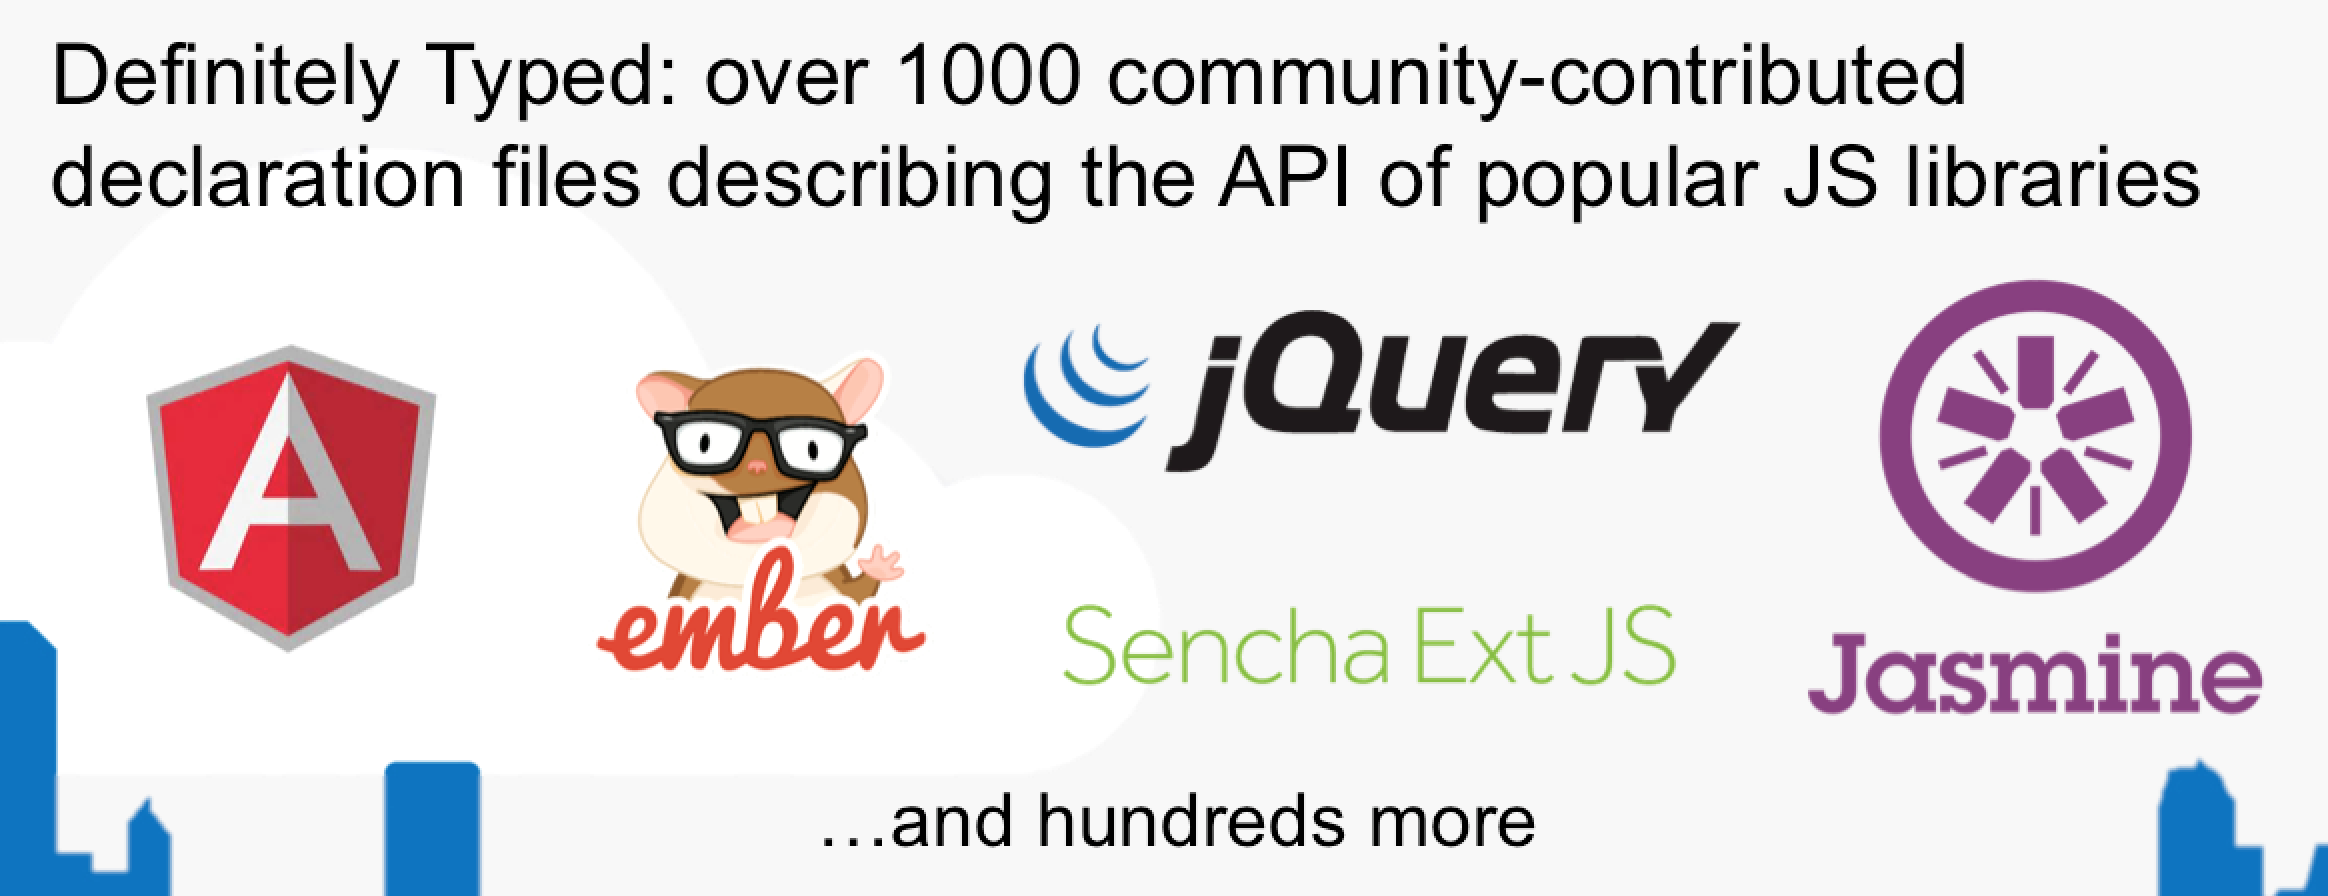 Definitely Typed: over 1000 community-contributed
declaration files describing the API of popular JS libraries
A
ember
jQuery
Sencha Ext JS
Jasmine
…and hundreds more